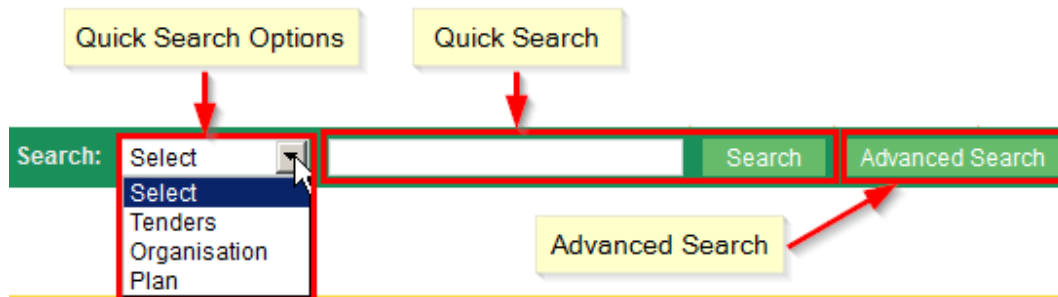 Quick Search Options
Quick Search
Search: Select Search Advanced Search
Select
Tenders
Organisation
Plan
Advanced Search